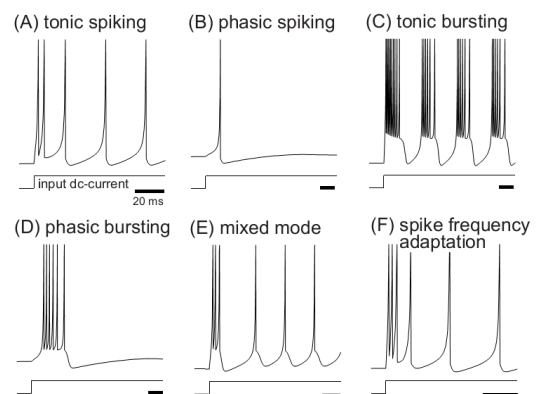 (A) tonic spiking
(B) phasic spiking
(C) tonic bursting
input dc-current
20 ms
(D) phasic bursting
(E) mixed mode
(F) spike frequency
adaptation